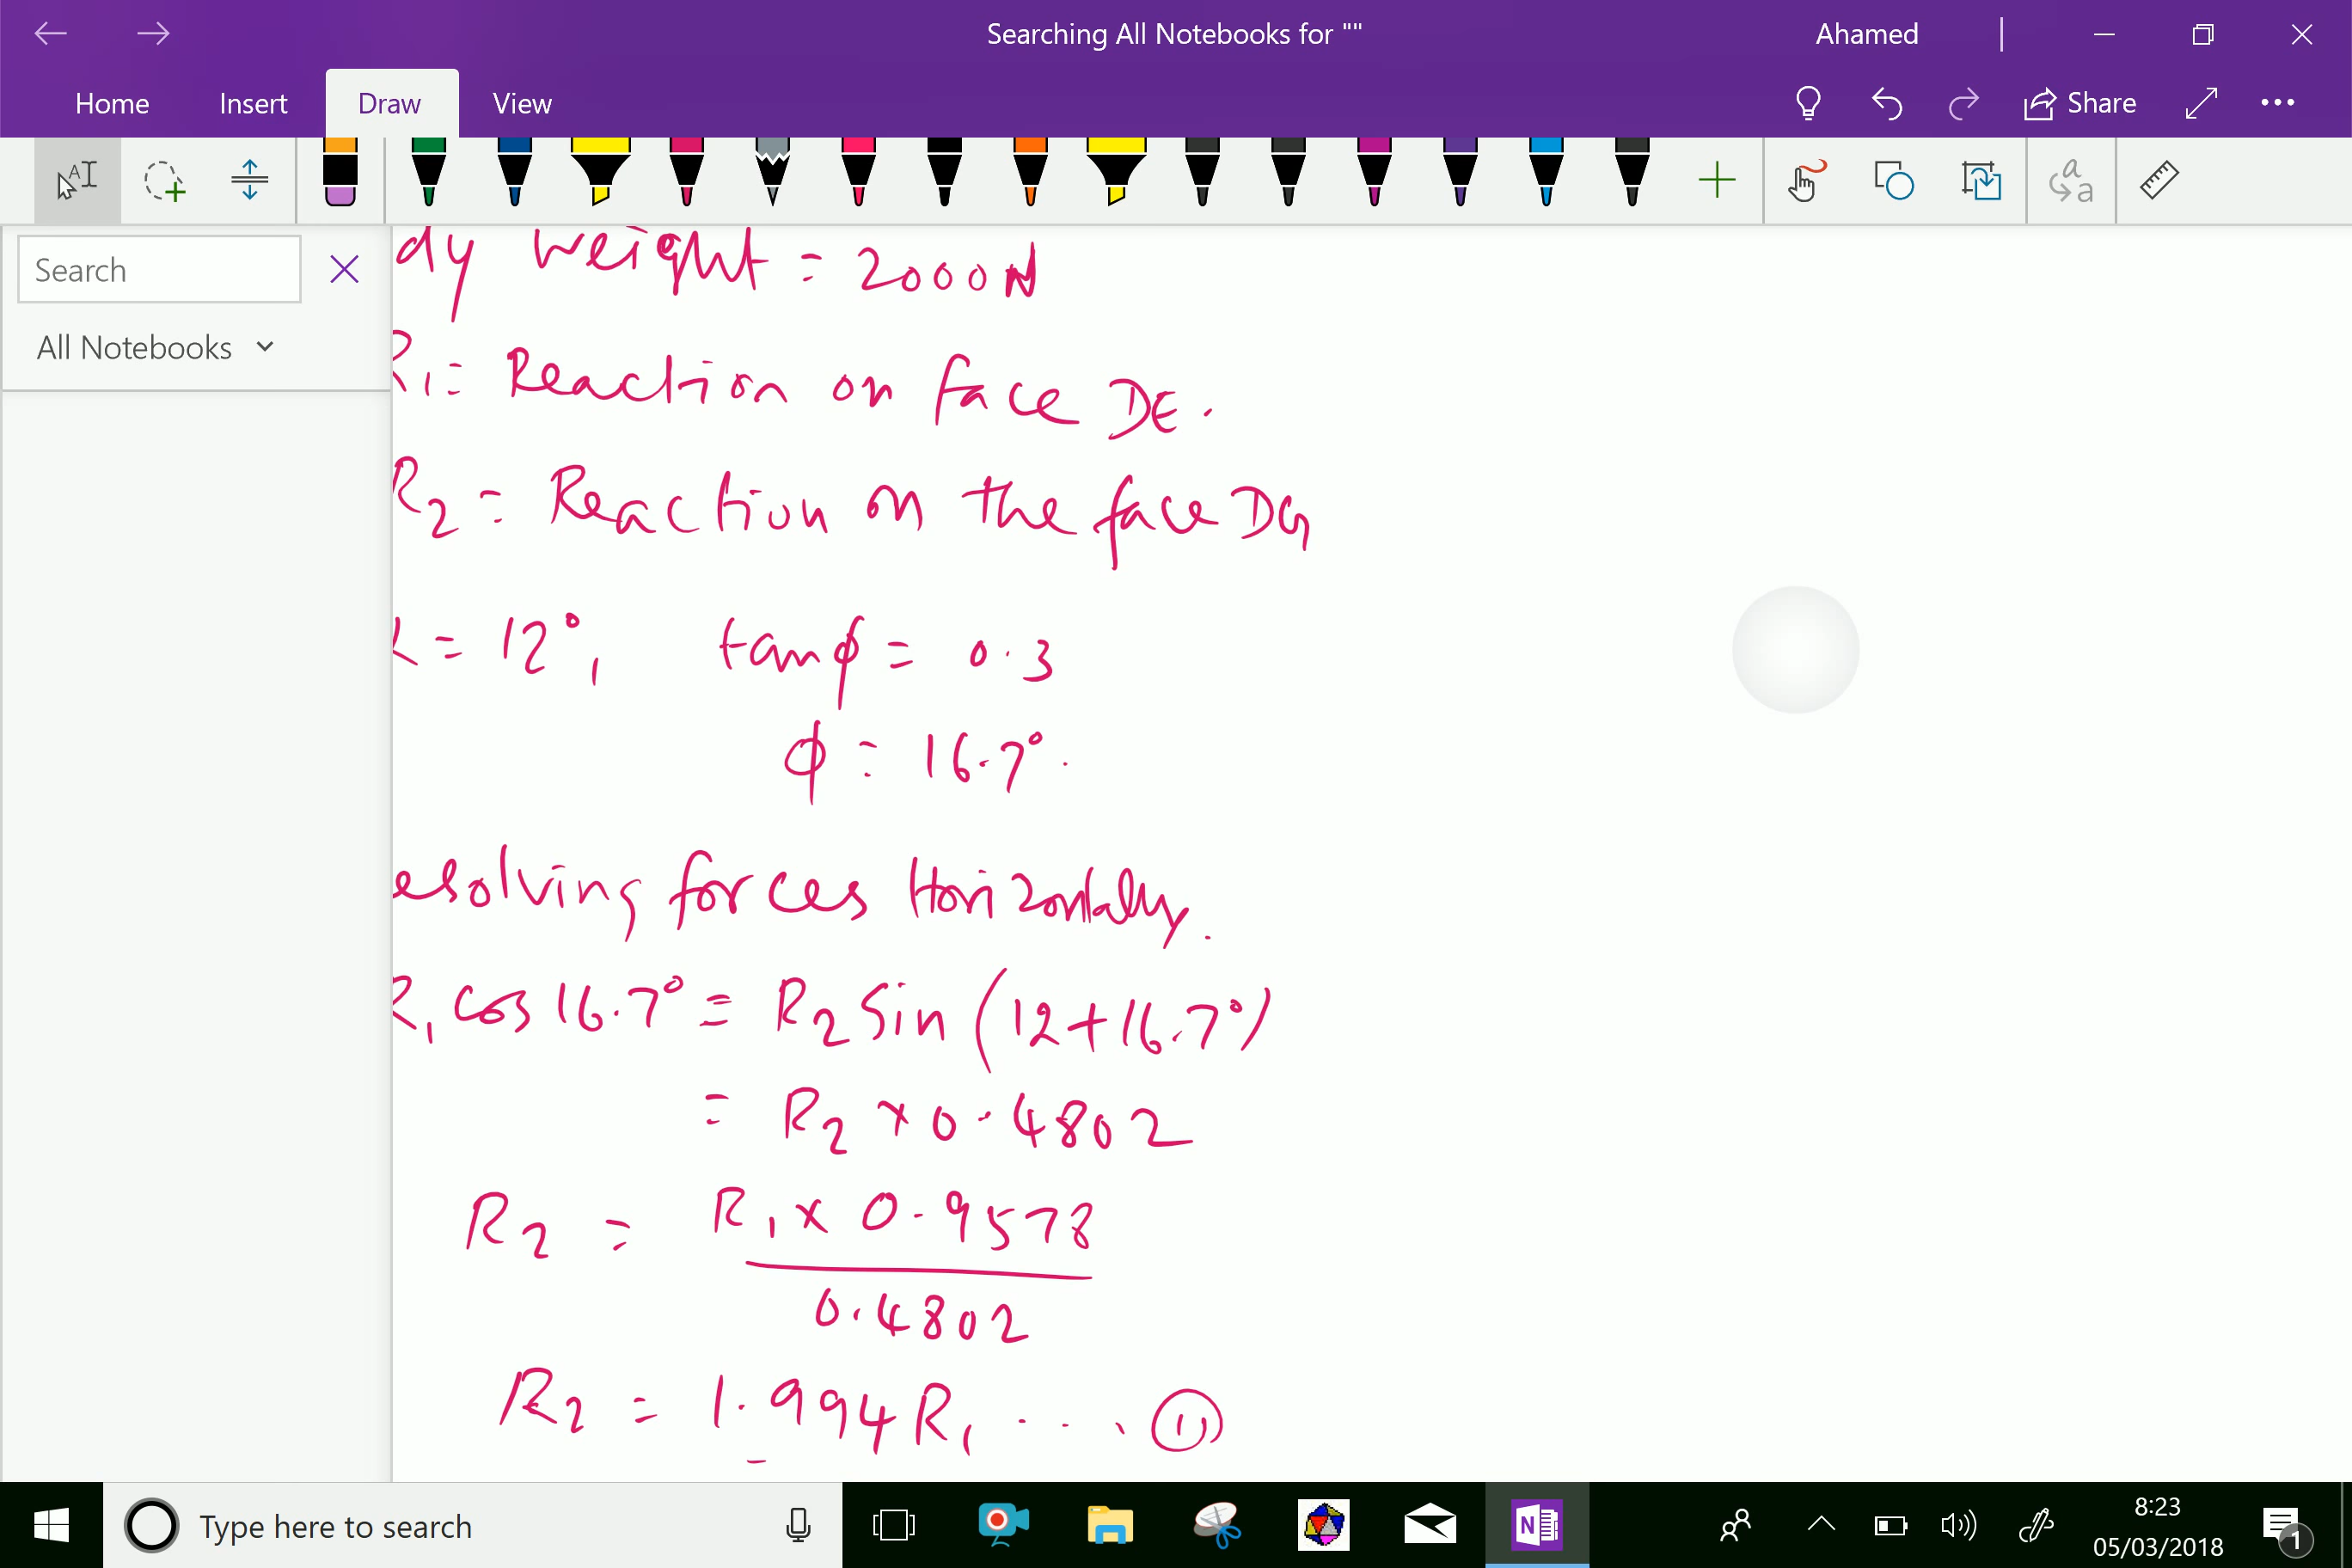 Searching All Notebooks for ""
Ahamed
Home Insert Draw View
Share
Search
All Notebooks
dy weight = 2000N
R1 = Reaction on face DE.
R2 = Reaction on the face DG
= 12°, tanϕ = 0.3
ϕ = 16.7°.
esolving forces Horizontally.
R1 cos 16.7° = R2 Sin (12+16.7°)
= R2 × 0.4802
R2 = R1 × 0.9578
0.4802
R2 = 1.994 R1 .... (1)
Type here to search
N
8:23
05/03/2018
1